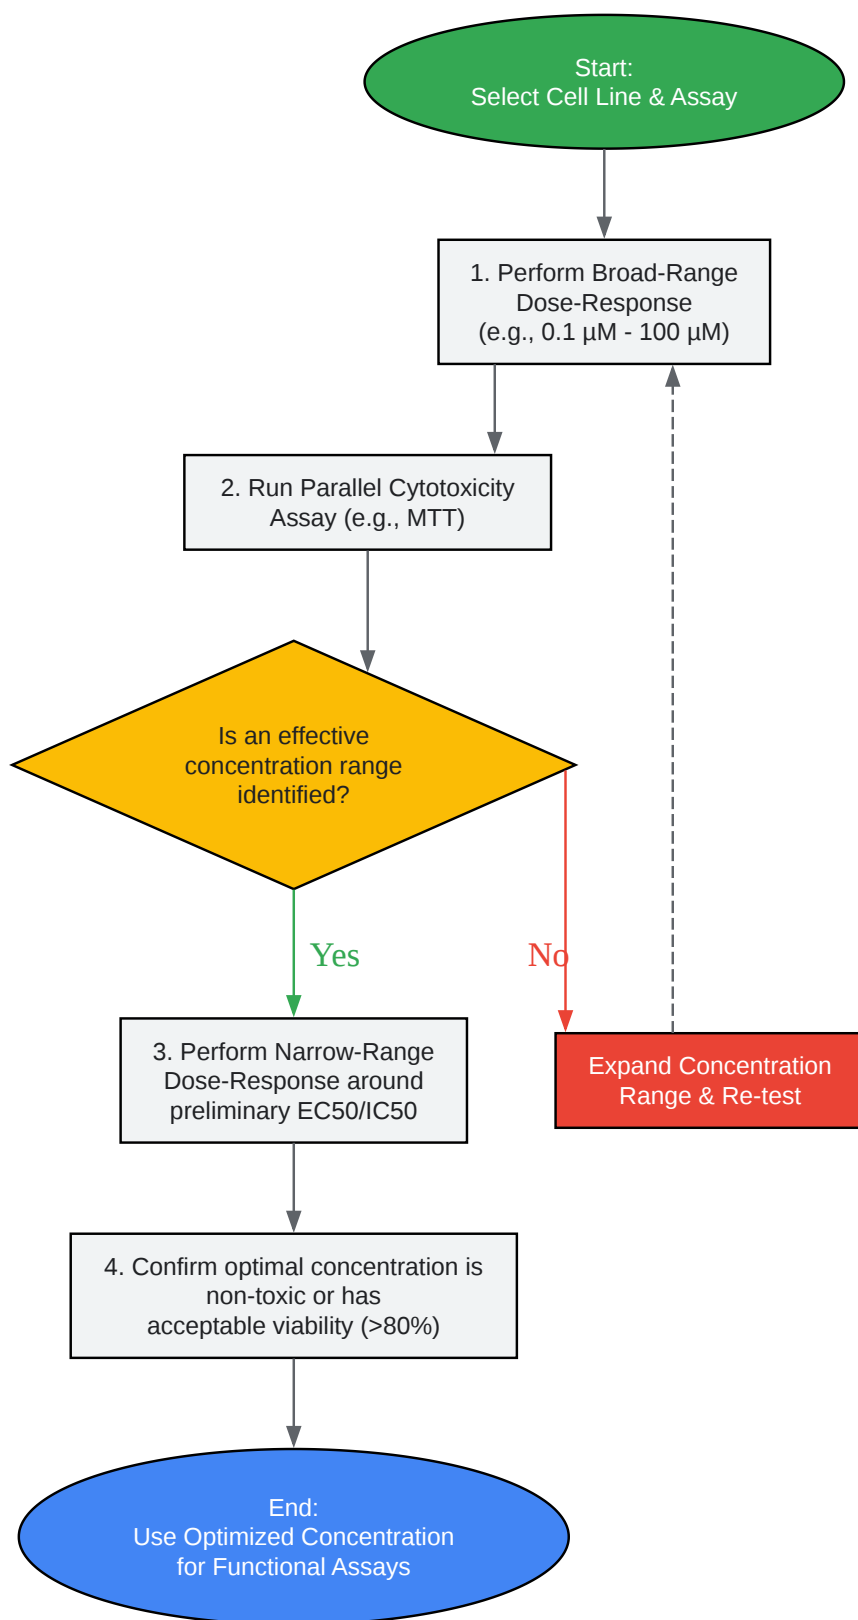 Start:
Select Cell Line & Assay
1. Perform Broad-Range
Dose-Response
(e.g., 0.1 µM - 100 µM)
2. Run Parallel Cytotoxicity
Assay (e.g., MTT)
Is an effective
concentration range
identified?
Yes
No
3. Perform Narrow-Range
Dose-Response around
preliminary EC50/IC50
Expand Concentration
Range & Re-test
4. Confirm optimal concentration is
non-toxic or has
acceptable viability (>80%)
End:
Use Optimized Concentration
for Functional Assays